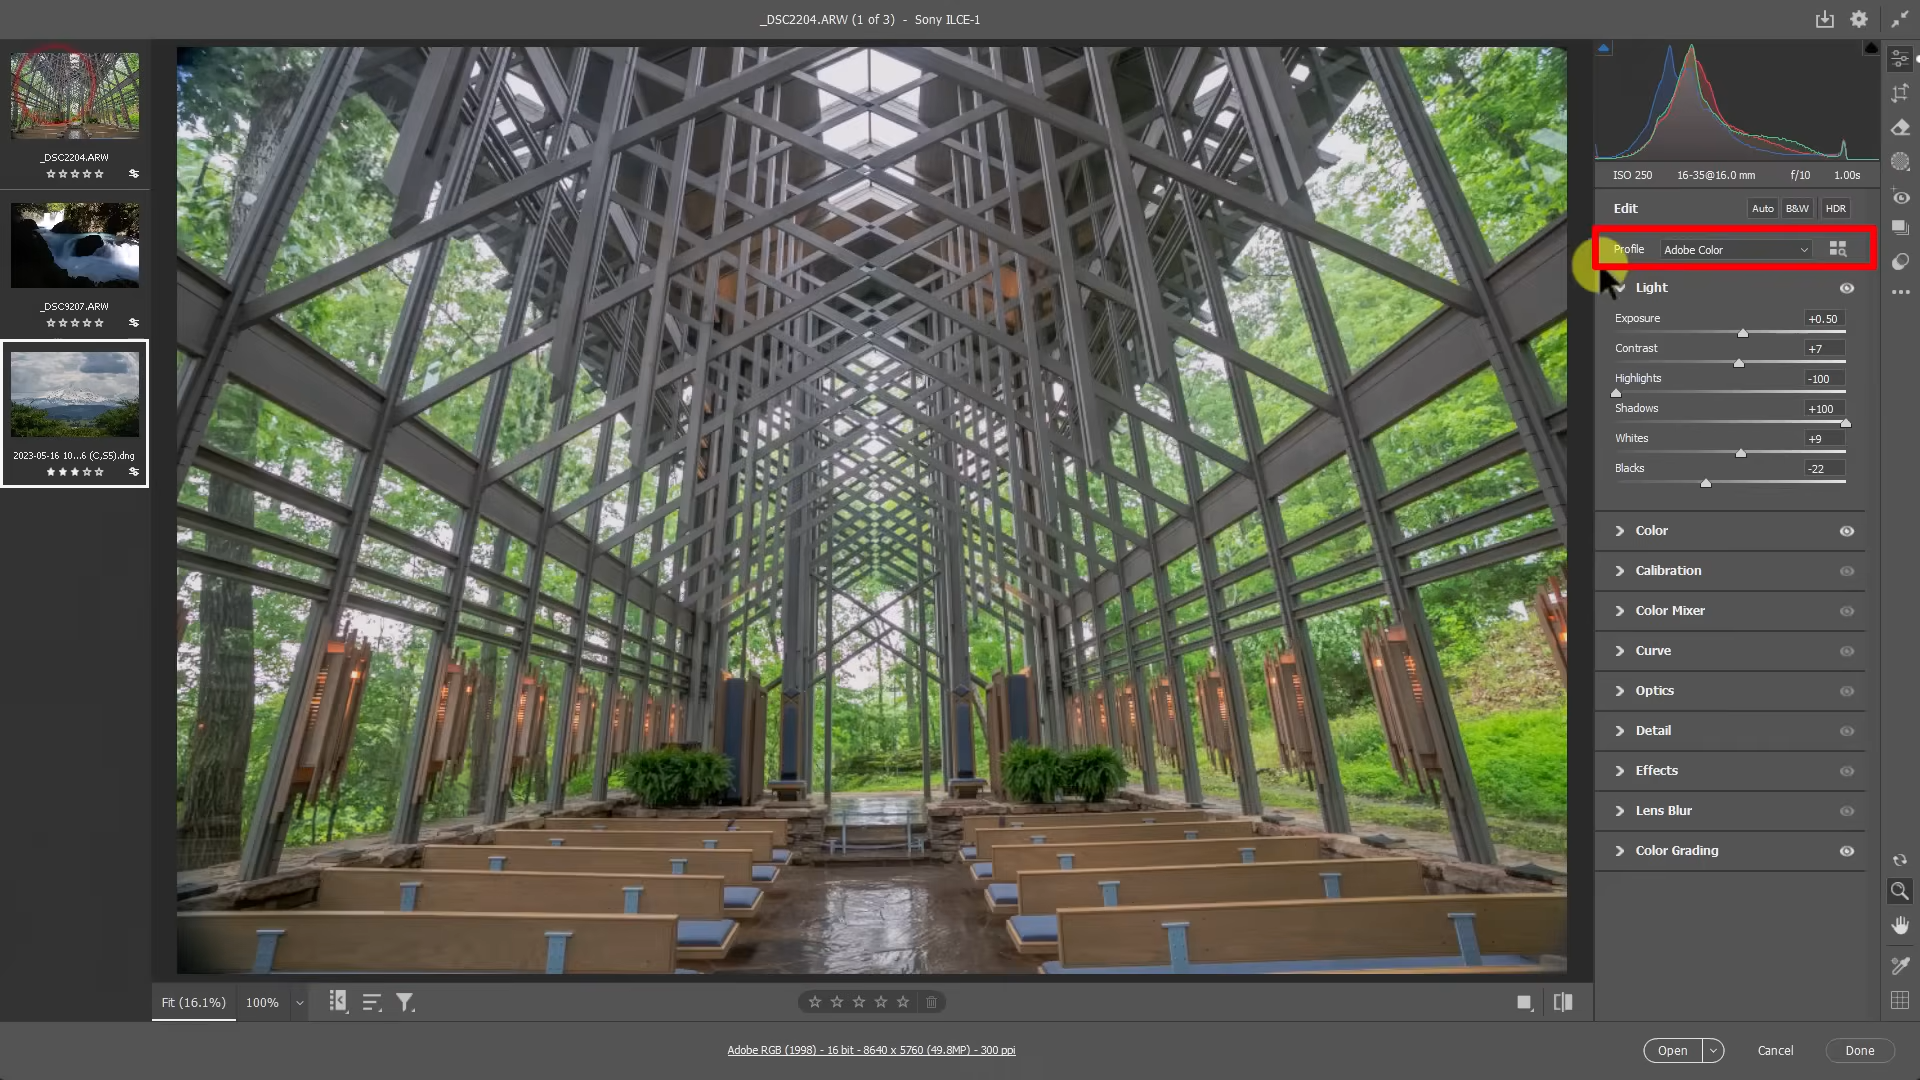 _DSC2204.ARW (1 of 3) - Sony ILCE-1
_DSC2204.ARW
_DSC9207.ARW
2023-05-16 10...6 (C,S5).dng
ISO 250 16-35@16.0 mm f/10 1.00s
Edit Auto B&W HDR
Profile Adobe Color
Light
Exposure +0.50
Contrast +7
Highlights -100
Shadows +100
Whites +9
Blacks -22
Color
Calibration
Color Mixer
Curve
Optics
Detail
Effects
Lens Blur
Color Grading
Fit (16.1%) 100%
Adobe RGB (1998) - 16 bit - 8640 x 5760 (49.8MP) - 300 ppi
Open Cancel Done